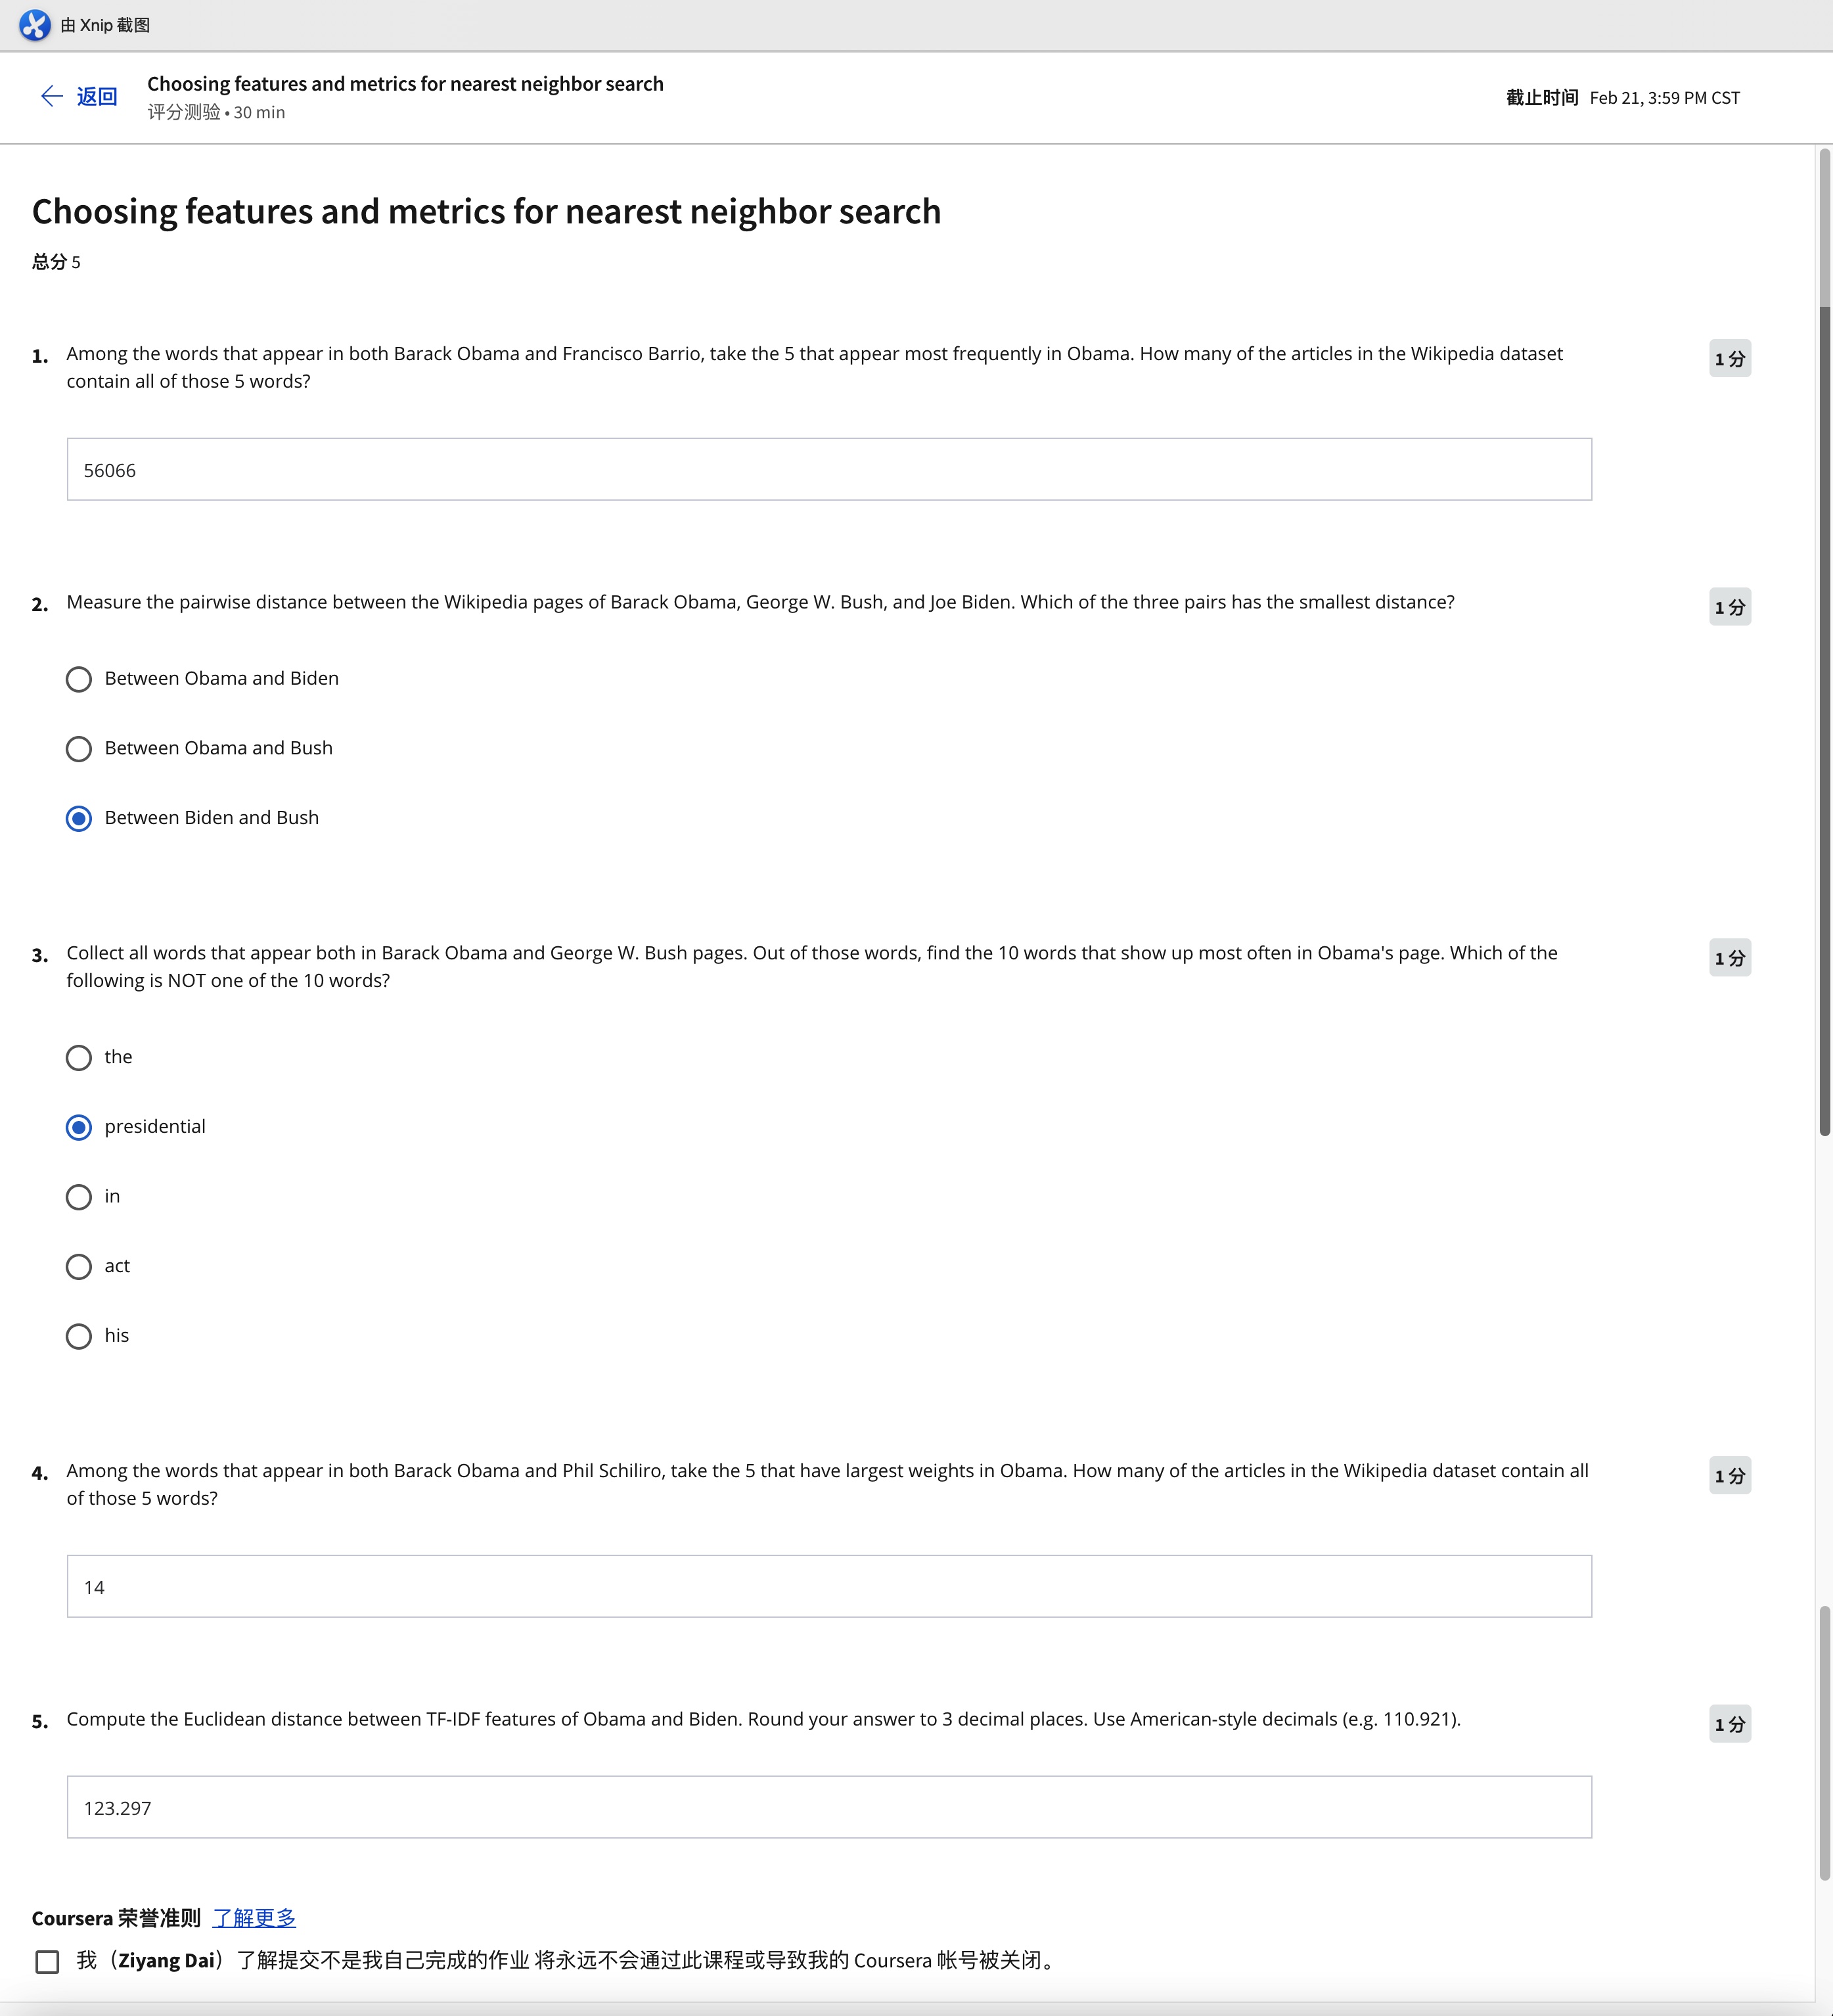 由 Xnip 截图
返回
Choosing features and metrics for nearest neighbor search
评分测验 • 30 min
截止时间 Feb 21, 3:59 PM CST
Choosing features and metrics for nearest neighbor search
总分 5
1. Among the words that appear in both Barack Obama and Francisco Barrio, take the 5 that appear most frequently in Obama. How many of the articles in the Wikipedia dataset
contain all of those 5 words?
1 分
56066
2. Measure the pairwise distance between the Wikipedia pages of Barack Obama, George W. Bush, and Joe Biden. Which of the three pairs has the smallest distance?
1 分
Between Obama and Biden
Between Obama and Bush
Between Biden and Bush
3. Collect all words that appear both in Barack Obama and George W. Bush pages. Out of those words, find the 10 words that show up most often in Obama's page. Which of the
following is NOT one of the 10 words?
1 分
the
presidential
in
act
his
4. Among the words that appear in both Barack Obama and Phil Schiliro, take the 5 that have largest weights in Obama. How many of the articles in the Wikipedia dataset contain all
of those 5 words?
1 分
14
5. Compute the Euclidean distance between TF-IDF features of Obama and Biden. Round your answer to 3 decimal places. Use American-style decimals (e.g. 110.921).
1 分
123.297
Coursera 荣誉准则 了解更多
我（Ziyang Dai）了解提交不是我自己完成的作业 将永远不会通过此课程或导致我的 Coursera 帐号被关闭。